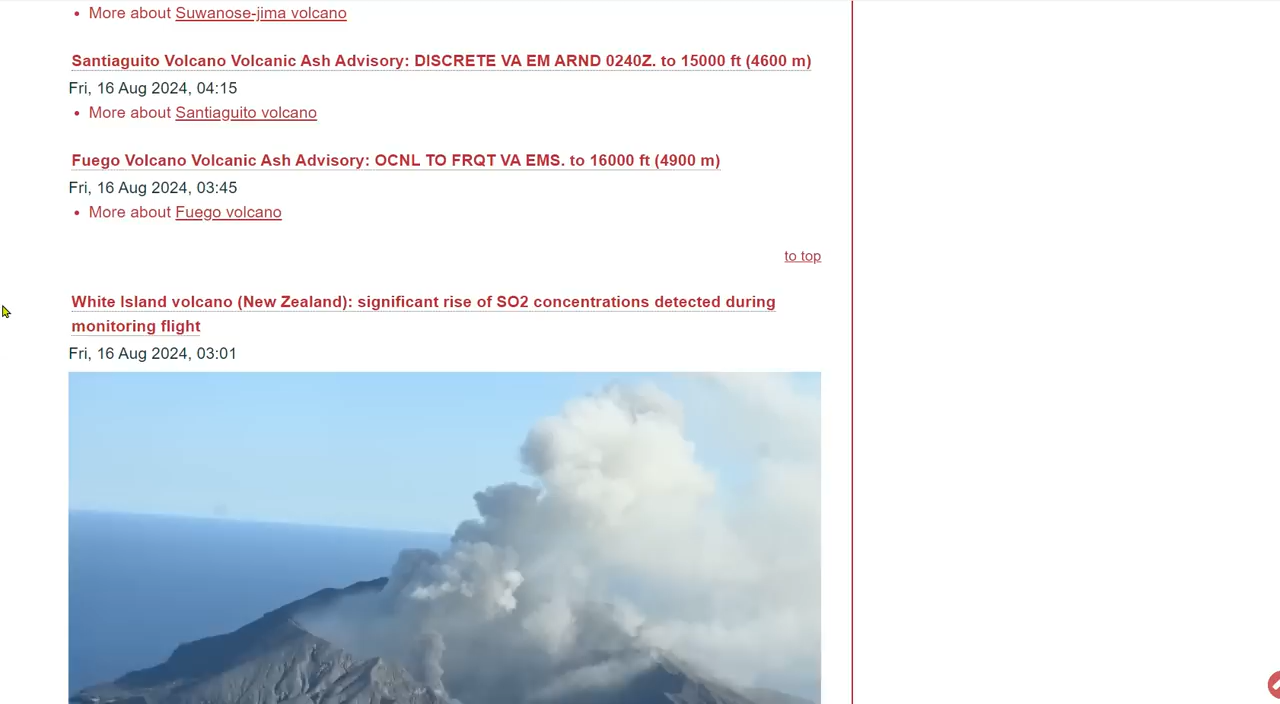 More about Suwanose-jima volcano
Santiaguito Volcano Volcanic Ash Advisory: DISCRETE VA EM ARND 0240Z. to 15000 ft (4600 m)
Fri, 16 Aug 2024, 04:15
More about Santiaguito volcano
Fuego Volcano Volcanic Ash Advisory: OCNL TO FRQT VA EMS. to 16000 ft (4900 m)
Fri, 16 Aug 2024, 03:45
More about Fuego volcano
to top
White Island volcano (New Zealand): significant rise of SO2 concentrations detected during
monitoring flight
Fri, 16 Aug 2024, 03:01